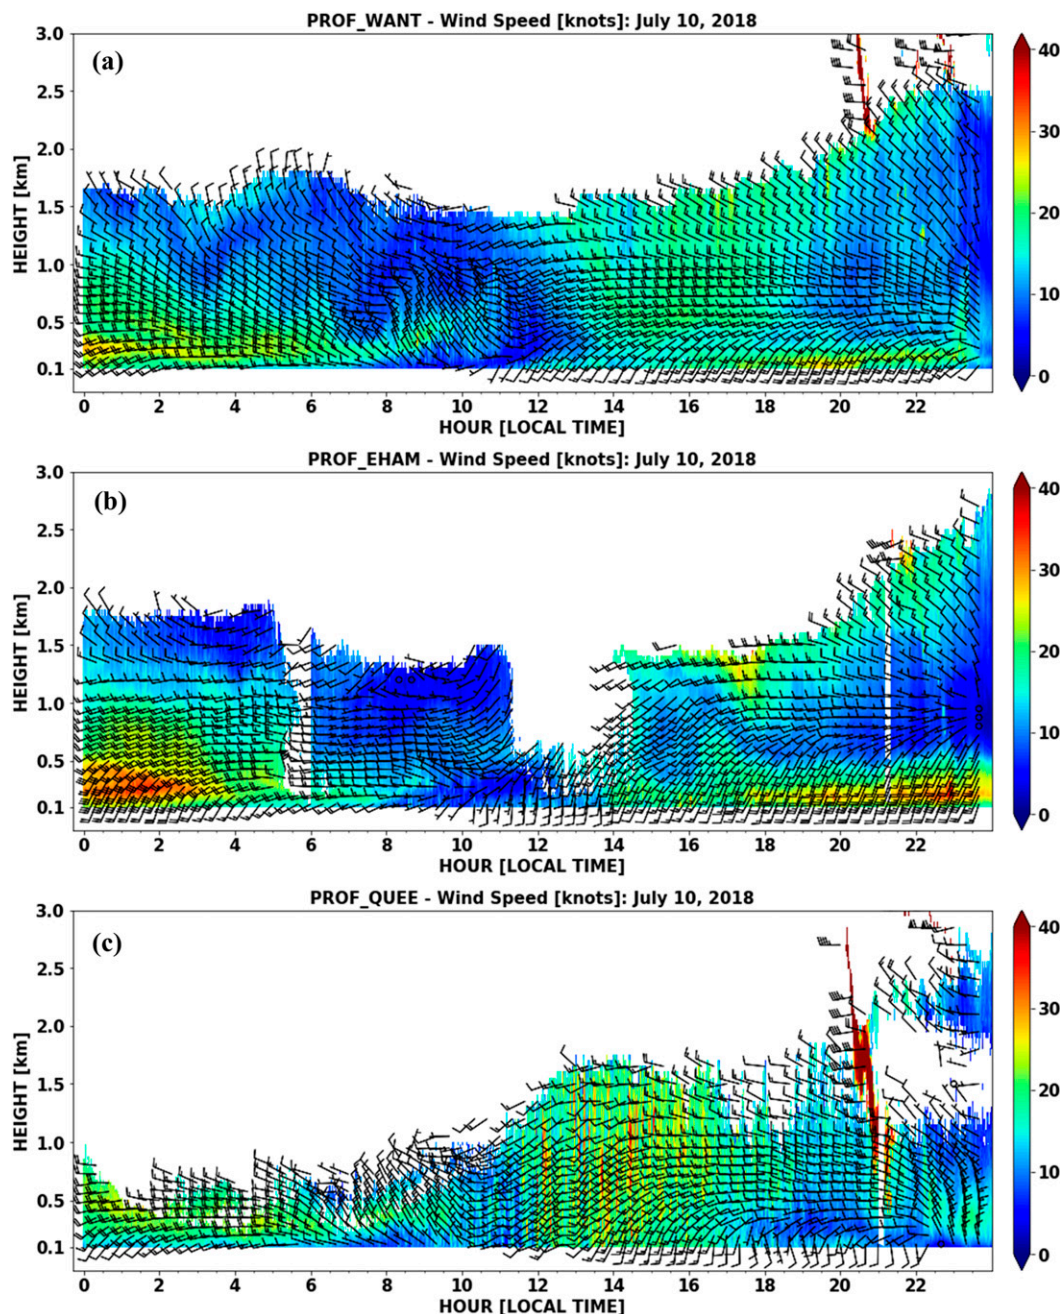 PROF_WANT - Wind Speed [knots]: July 10, 2018
(a)
HEIGHT [km]
3.0
2.5
2.0
1.5
1.0
0.5
0.1
0 2 4 6 8 10 12 14 16 18 20 22
HOUR [LOCAL TIME]
40
30
20
10
0
PROF_EHAM - Wind Speed [knots]: July 10, 2018
(b)
HEIGHT [km]
3.0
2.5
2.0
1.5
1.0
0.5
0.1
0 2 4 6 8 10 12 14 16 18 20 22
HOUR [LOCAL TIME]
40
30
20
10
0
PROF_QUEE - Wind Speed [knots]: July 10, 2018
(c)
HEIGHT [km]
3.0
2.5
2.0
1.5
1.0
0.5
0.1
0 2 4 6 8 10 12 14 16 18 20 22
HOUR [LOCAL TIME]
40
30
20
10
0